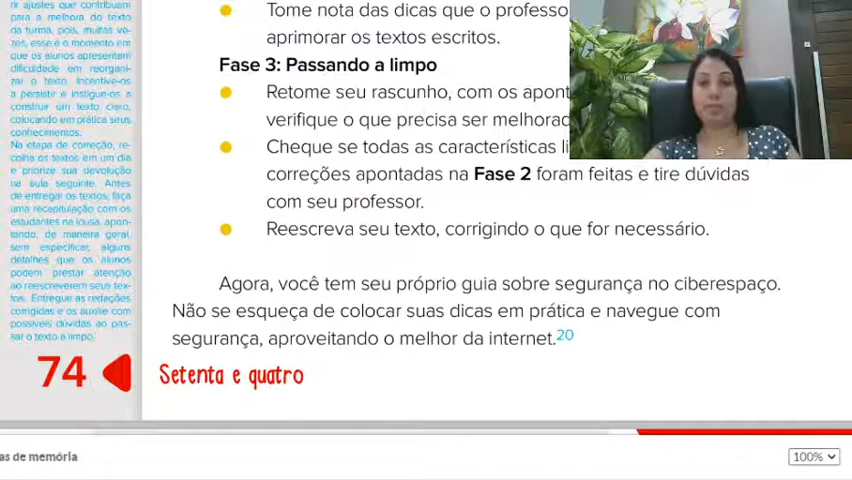 rir ajustes que contribuam
para a melhora do texto
da turma, pois, muitas ve-
zes, esse é o momento em
que os alunos apresentam
dificuldade em reorgani-
zar o texto. Incentive-os
a persistir e instigue-os a
construir um texto claro,
colocando em prática seus
conhecimentos.
Na etapa de correção, re-
colha os textos em um dia
e priorize sua devolução
na aula seguinte. Antes
de entregar os textos, faça
uma recapitulação com os
estudantes na lousa, apon-
tando, de maneira geral,
sem especificar, alguns
detalhes que os alunos
podem prestar atenção
ao reescreverem seus tex-
tos. Entregue as redações
corrigidas e os auxilie com
possíveis dúvidas ao pas-
sar o texto a limpo.
Tome nota das dicas que o professo
aprimorar os textos escritos.
Fase 3: Passando a limpo
Retome seu rascunho, com os apont
verifique o que precisa ser melhorad
Cheque se todas as características li
correções apontadas na Fase 2 foram feitas e tire dúvidas
com seu professor.
Reescreva seu texto, corrigindo o que for necessário.
Agora, você tem seu próprio guia sobre segurança no ciberespaço.
Não se esqueça de colocar suas dicas em prática e navegue com
segurança, aproveitando o melhor da internet.20
74 Setenta e quatro
as de memória
100%